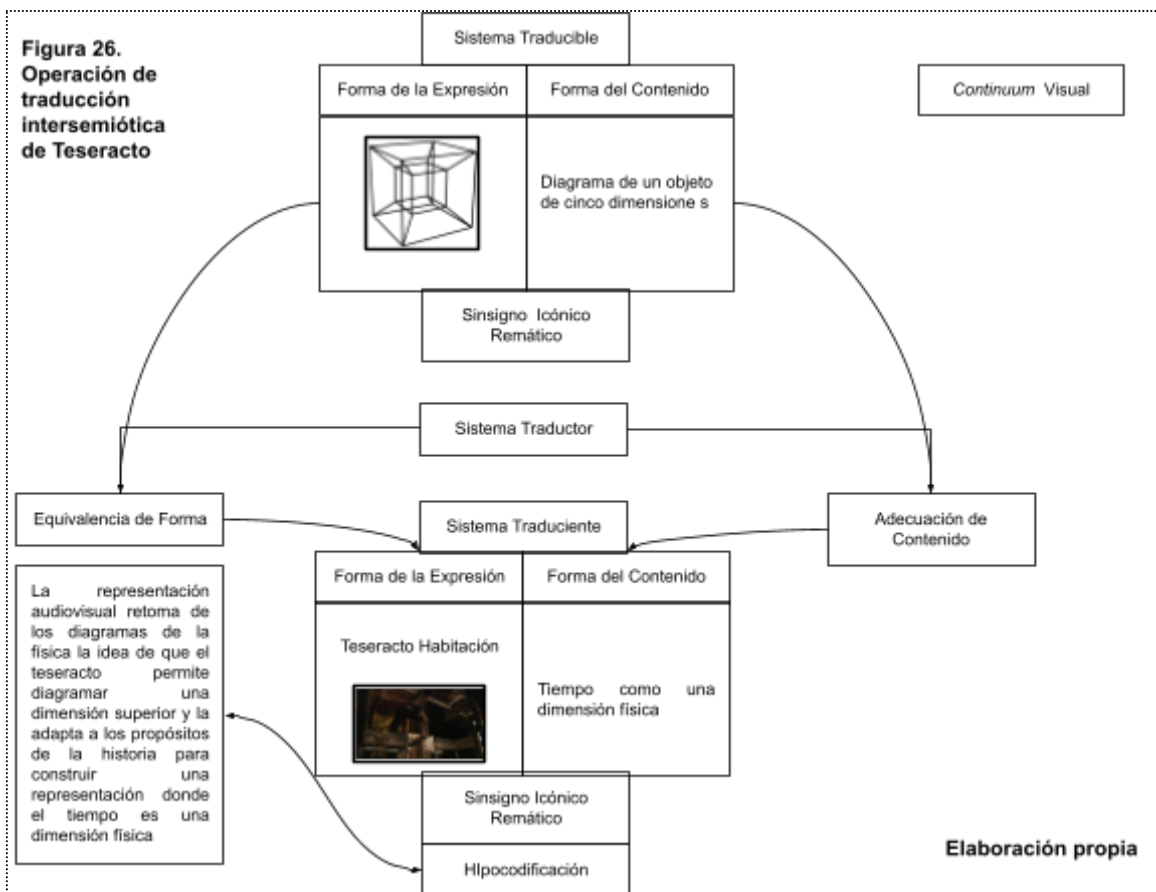 Figura 26.
Operación de
traducción
intersemiótica
de Teseracto
Sistema Traducible
Forma de la Expresión
Forma del Contenido
Continuum Visual
Diagrama de un objeto
de cinco dimensione s
Sinsigno Icónico
Remático
Sistema Traductor
Equivalencia de Forma
Sistema Traduciente
Adecuación de
Contenido
Forma de la Expresión
Forma del Contenido
La representación
audiovisual retoma de
los diagramas de la
física la idea de que el
teseracto permite
diagramar una
dimensión superior y la
adapta a los propósitos
de la historia para
construir una
representación donde
el tiempo es una
dimensión física
Teseracto Habitación
Tiempo como una
dimensión física
Sinsigno Icónico
Remático
HIpocodificación
Elaboración propia